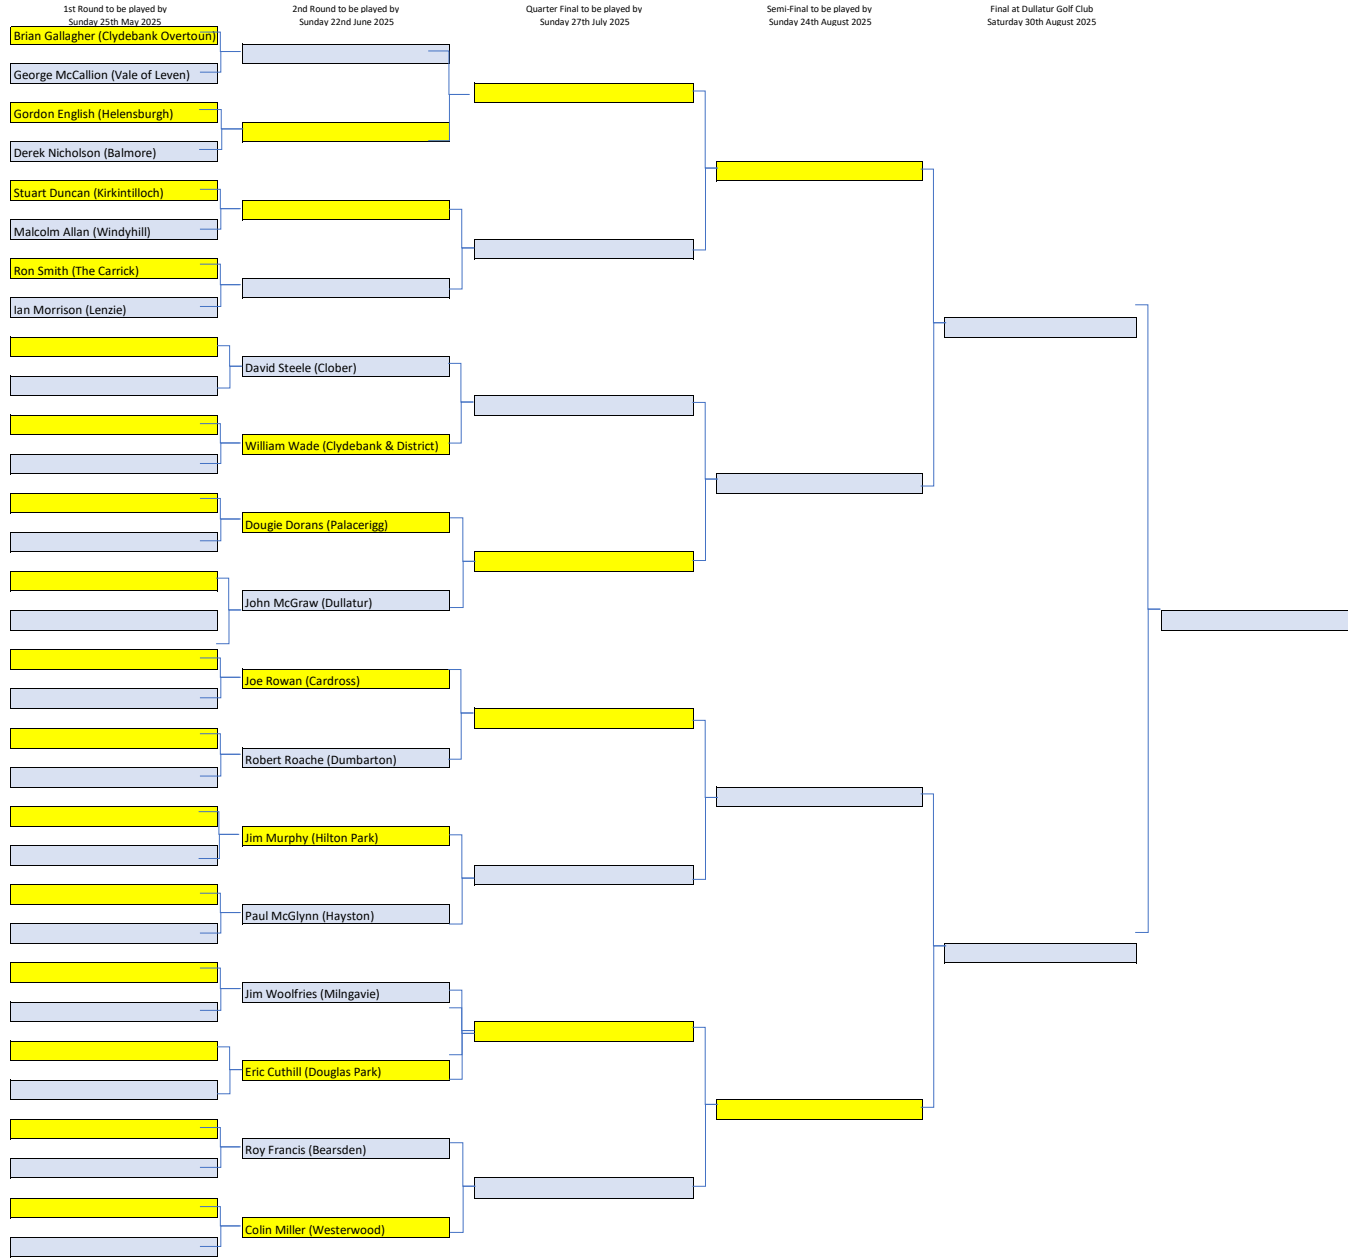 1st Round to be played by
Sunday 25th May 2025
2nd Round to be played by
Sunday 22nd June 2025
Quarter Final to be played by
Sunday 27th July 2025
Semi-Final to be played by
Sunday 24th August 2025
Final at Dullatur Golf Club
Saturday 30th August 2025
Brian Gallagher (Clydebank Overtoun)
George McCallion (Vale of Leven)
Gordon English (Helensburgh)
Derek Nicholson (Balmore)
Stuart Duncan (Kirkintilloch)
Malcolm Allan (Windyhill)
Ron Smith (The Carrick)
Ian Morrison (Lenzie)
David Steele (Clober)
William Wade (Clydebank & District)
Dougie Dorans (Palacerigg)
John McGraw (Dullatur)
Joe Rowan (Cardross)
Robert Roache (Dumbarton)
Jim Murphy (Hilton Park)
Paul McGlynn (Hayston)
Jim Woolfries (Milngavie)
Eric Cuthill (Douglas Park)
Roy Francis (Bearsden)
Colin Miller (Westerwood)